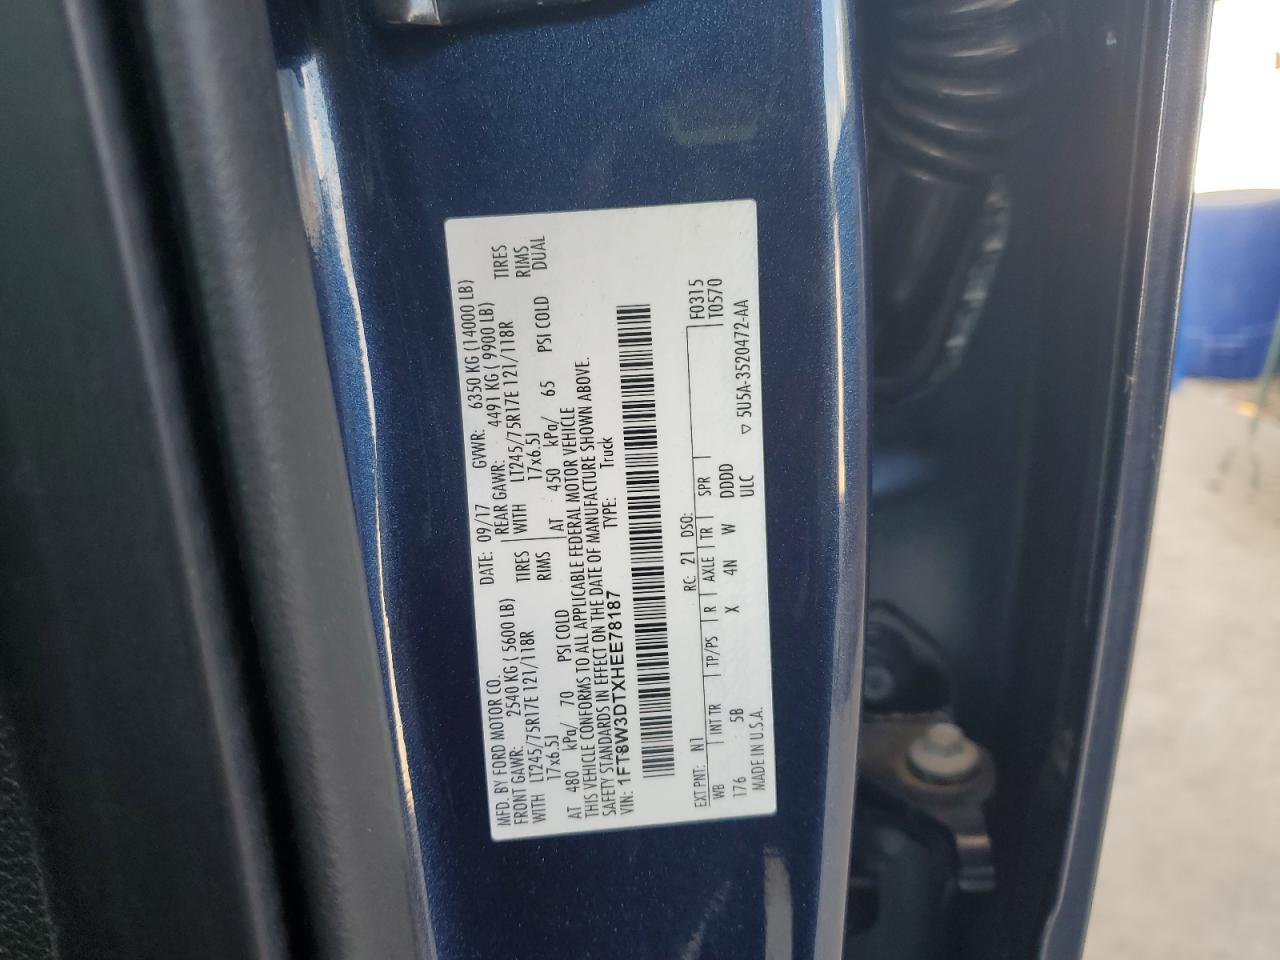 MFD. BY FORD MOTOR CO. DATE: 09/17 GVWR: 6350 KG (14000 LB)
FRONT GAWR: 2540 KG ( 5600 LB) REAR GAWR: 4491 KG ( 9900 LB)
WITH LT245/75R17E 121/118R TIRES WITH LT245/75R17E 121/118R TIRES
17x6.5J RIMS 17x6.5J RIMS
AT 480 kPa/ 70 PSI COLD AT 450 kPa/ 65 PSI COLD DUAL
THIS VEHICLE CONFORMS TO ALL APPLICABLE FEDERAL MOTOR VEHICLE
SAFETY STANDARDS IN EFFECT ON THE DATE OF MANUFACTURE SHOWN ABOVE.
VIN: 1FT8W3DTXHEE78187 TYPE: Truck
EXT PNT: N1 RC: 21 DSO: F0315
WB INT TR TP/PS R AXLE TR SPR T0570
176 5B X 4N W DDDD
MADE IN U.S.A. ULC ▽ 5U5A-3520472-AA